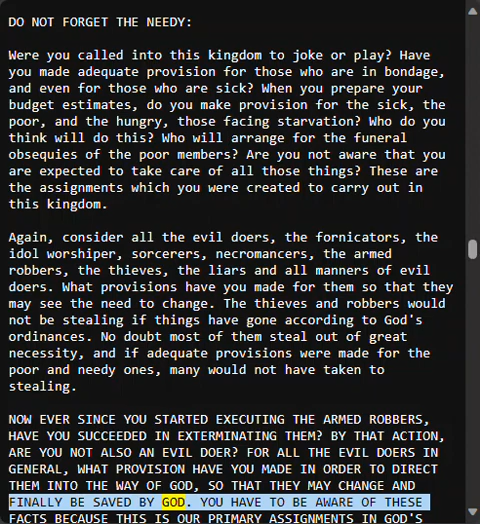 DO NOT FORGET THE NEEDY:
Were you called into this kingdom to joke or play? Have
you made adequate provision for those who are in bondage,
and even for those who are sick? When you prepare your
budget estimates, do you make provision for the sick, the
poor, and the hungry, those facing starvation? Who do you
think will do this? Who will arrange for the funeral
obsequies of the poor members? Are you not aware that you
are expected to take care of all those things? These are
the assignments which you were created to carry out in
this kingdom.
Again, consider all the evil doers, the fornicators, the
idol worshiper, sorcerers, necromancers, the armed
robbers, the thieves, the liars and all manners of evil
doers. What provisions have you made for them so that they
may see the need to change. The thieves and robbers would
not be stealing if things have gone according to God's
ordinances. No doubt most of them steal out of great
necessity, and if adequate provisions were made for the
poor and needy ones, many would not have taken to
stealing.
NOW EVER SINCE YOU STARTED EXECUTING THE ARMED ROBBERS,
HAVE YOU SUCCEEDED IN EXTERMINATING THEM? BY THAT ACTION,
ARE YOU NOT ALSO AN EVIL DOER? FOR ALL THE EVIL DOERS IN
GENERAL, WHAT PROVISION HAVE YOU MADE IN ORDER TO DIRECT
THEM INTO THE WAY OF GOD, SO THAT THEY MAY CHANGE AND
FINALLY BE SAVED BY GOD. YOU HAVE TO BE AWARE OF THESE
FACTS BECAUSE THIS IS OUR PRIMARY ASSIGNMENTS IN GOD'S